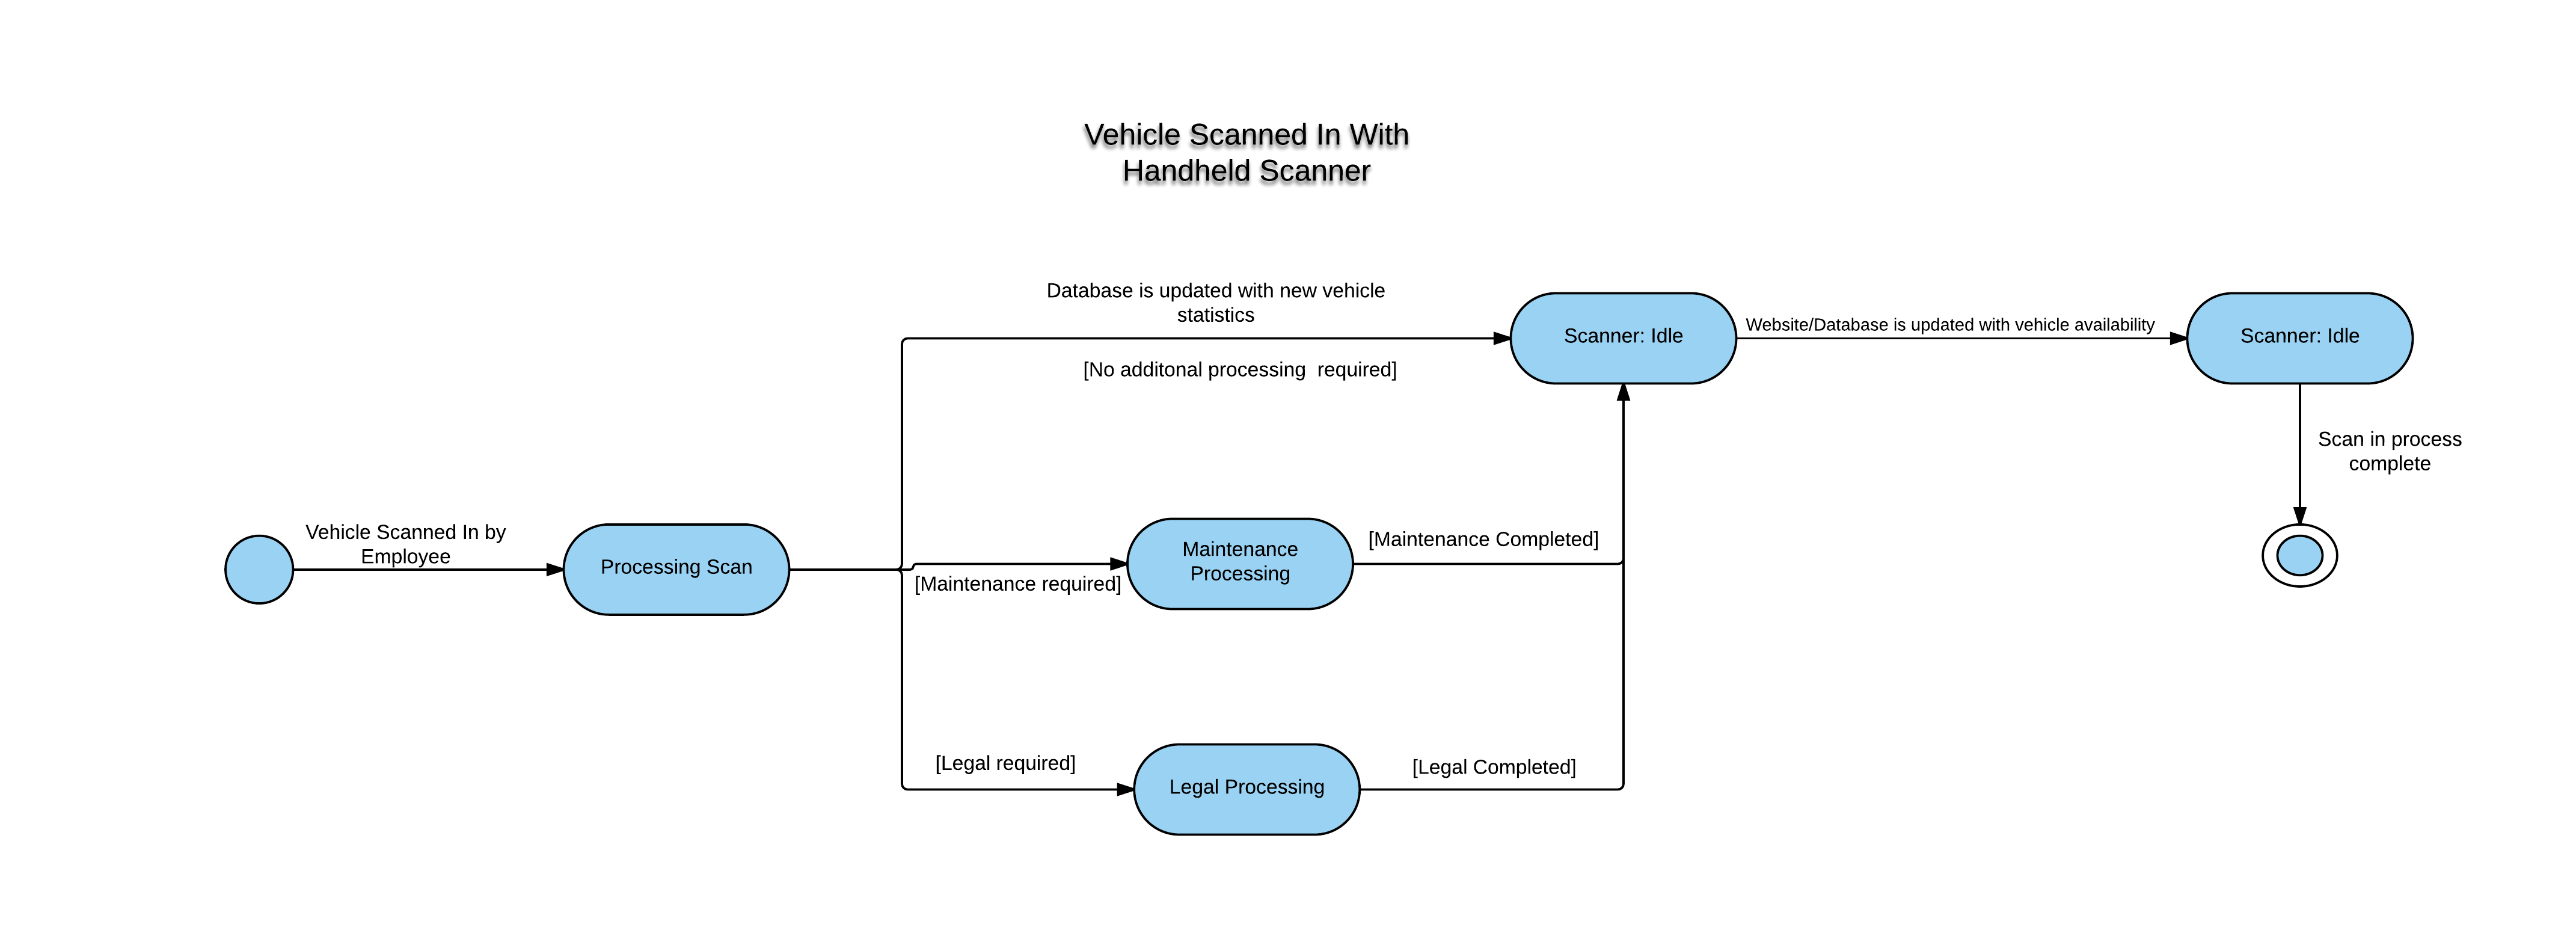 Vehicle Scanned In With
Handheld Scanner
Database is updated with new vehicle
statistics
[No additonal processing  required]
Scanner: Idle
Website/Database is updated with vehicle availability
Scanner: Idle
Scan in process
complete
Vehicle Scanned In by
Employee
Processing Scan
[Maintenance required]
Maintenance
Processing
[Maintenance Completed]
[Legal required]
Legal Processing
[Legal Completed]